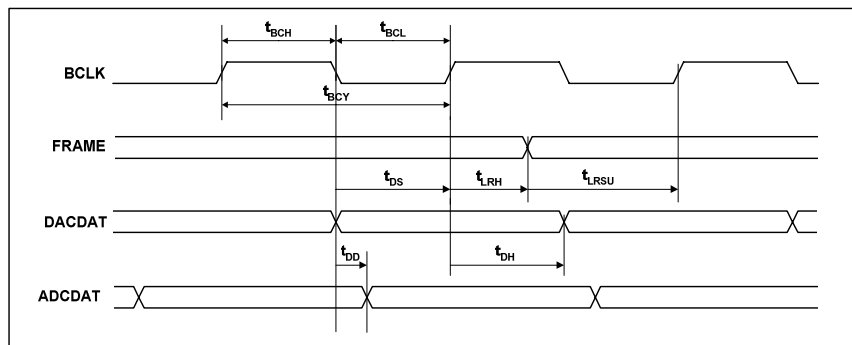 tBCH tBCL
BCLK
tBCY
FRAME
tDS tLRH tLRSU
DACDAT
tDD tDH
ADCDAT